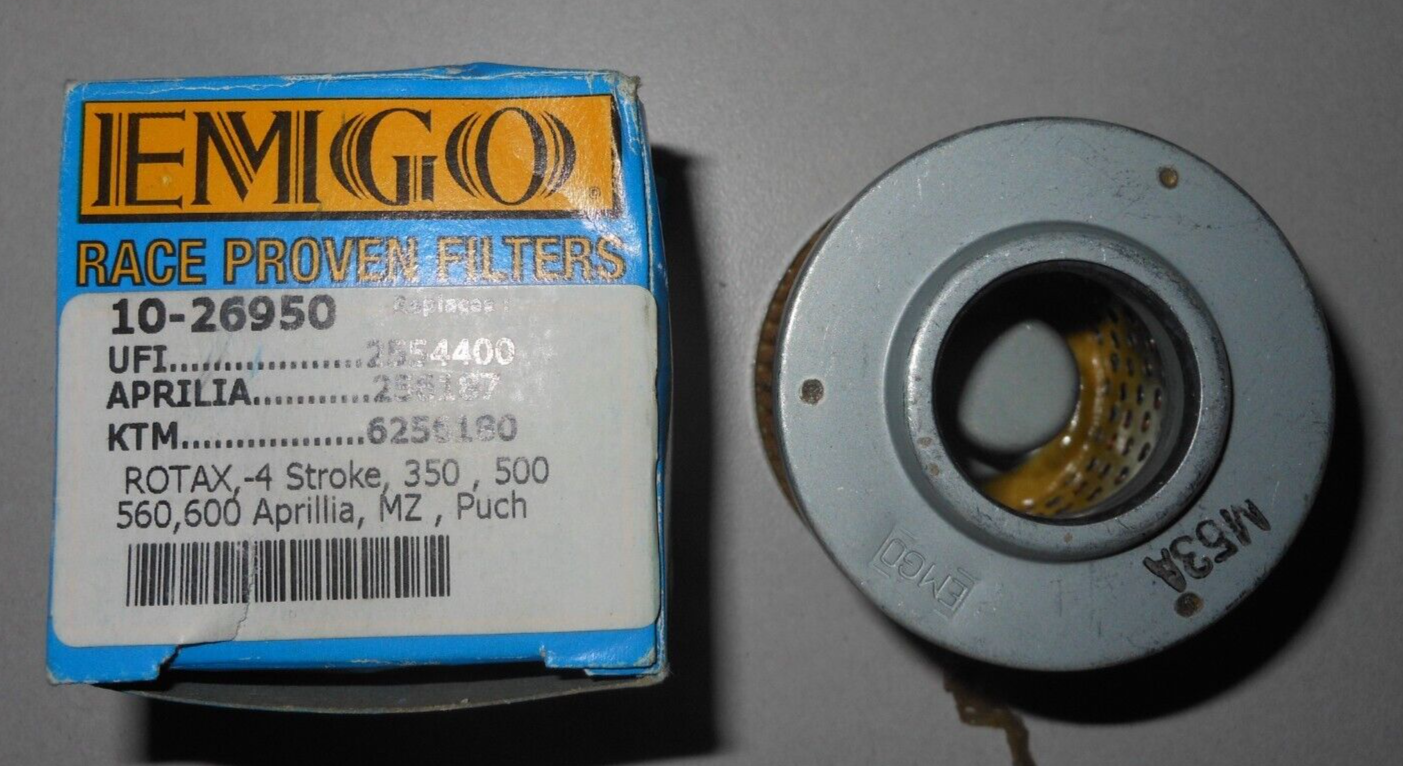 EMGO
RACE PROVEN FILTERS
10-26950 Replaces
UFI..................2554400
APRILIA...........256187
KTM.................6256180
ROTAX,-4 Stroke, 350 , 500
560,600 Aprillia, MZ , Puch
EMGO
M53A